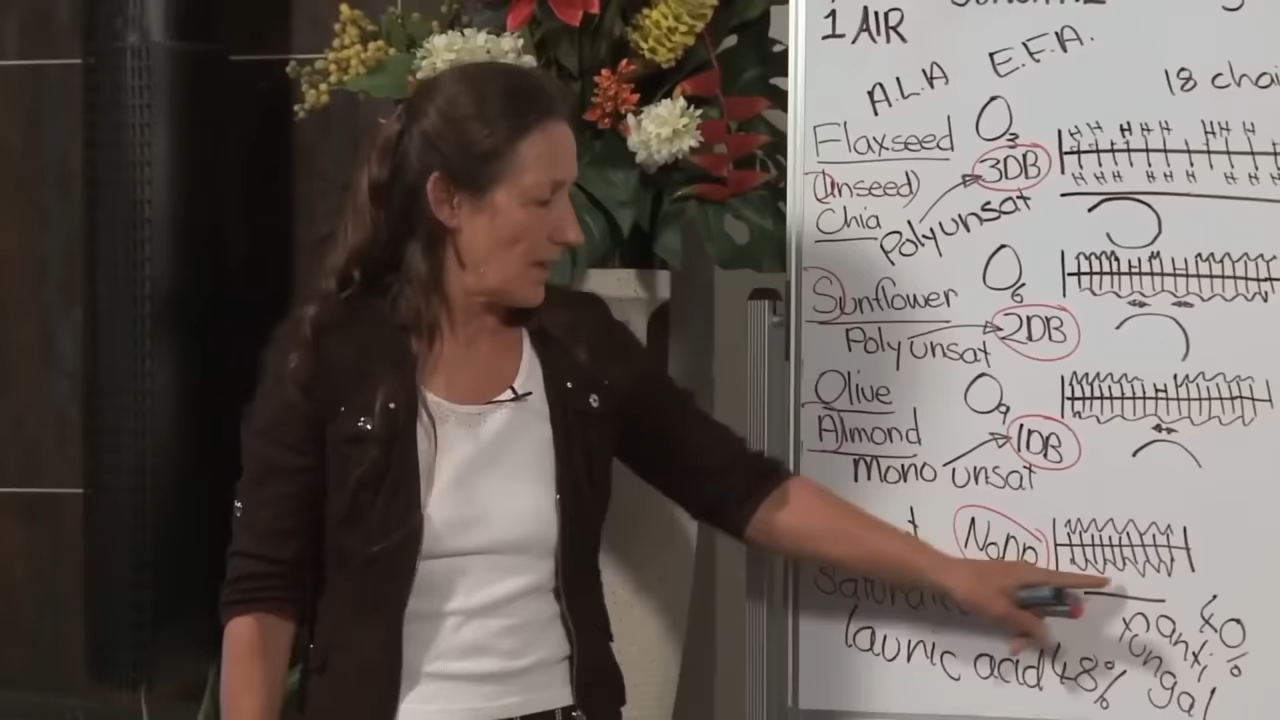 1 AIR
A.L.A E.F.A.
18 chai
Flaxseed O3
(Linseed) 3DB
Chia Polyunsat
Sunflower O6
Polyunsat 2DB
Olive O9
Almond 1DB
Mono unsat
None
Saturate
lauric acid 48%
40%
anti
fungal